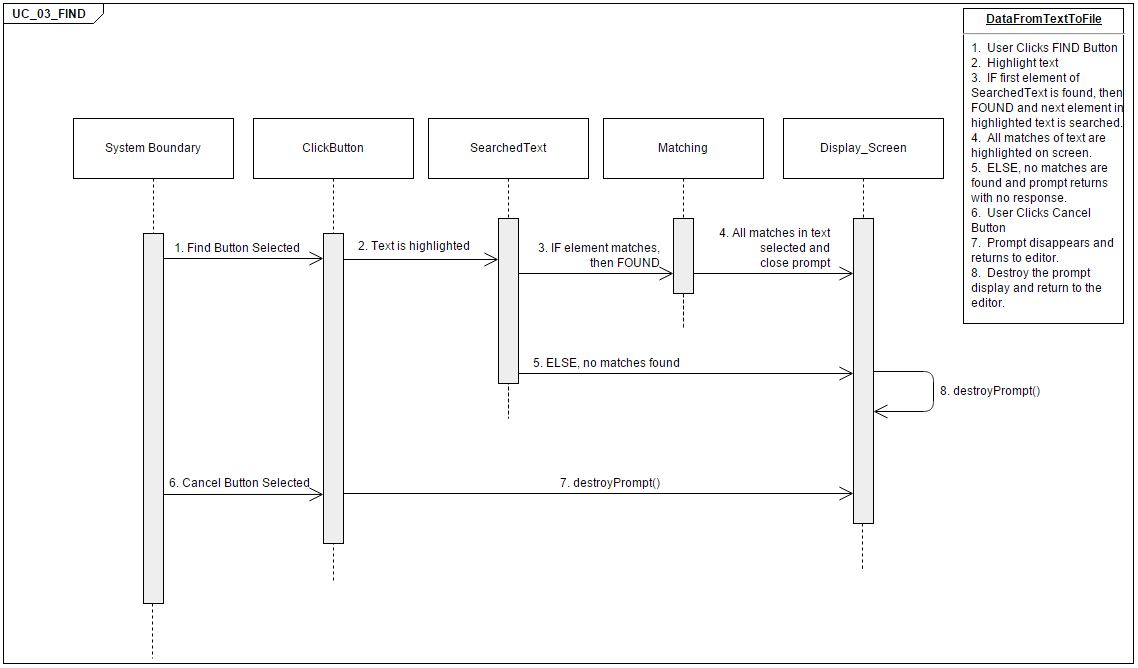 UC_03_FIND
DataFromTextToFile
1. User Clicks FIND Button
2. Highlight text
3. IF first element of
SearchedText is found, then
FOUND and next element in
highlighted text is searched.
4. All matches of text are
highlighted on screen.
5. ELSE, no matches are
found and prompt returns
with no response.
6. User Clicks Cancel
Button
7. Prompt disappears and
returns to editor.
8. Destroy the prompt
display and return to the
editor.
System Boundary
ClickButton
SearchedText
Matching
Display_Screen
1. Find Button Selected
2. Text is highlighted
3. IF element matches,
then FOUND
4. All matches in text
selected and
close prompt
5. ELSE, no matches found
8. destroyPrompt()
6. Cancel Button Selected
7. destroyPrompt()